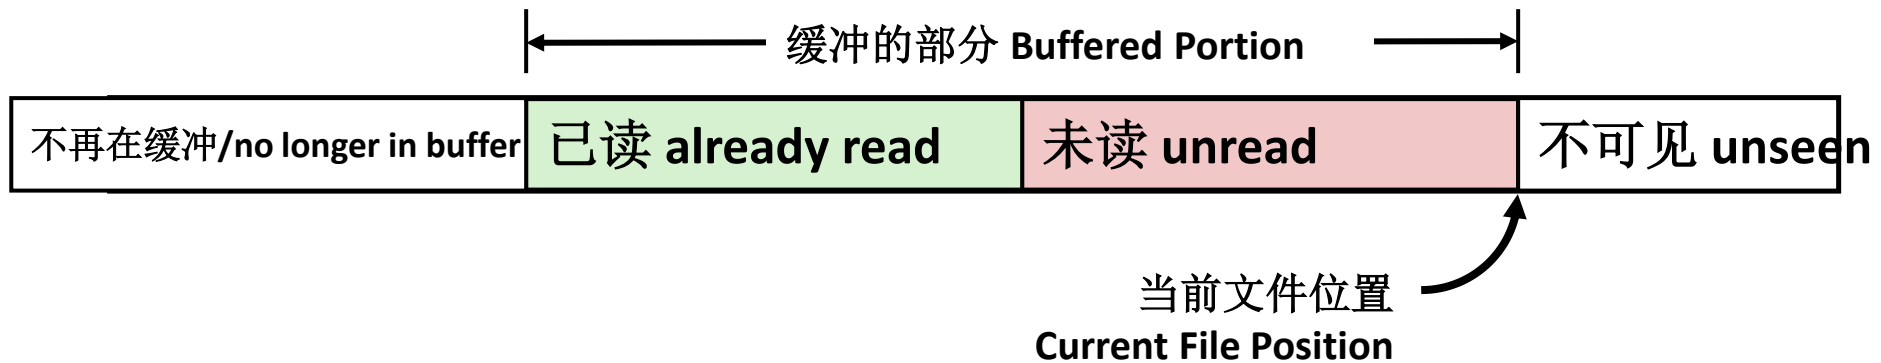 缓冲的部分 Buffered Portion
不再在缓冲/no longer in buffer
已读 already read
未读 unread
不可见 unseen
当前文件位置
Current File Position